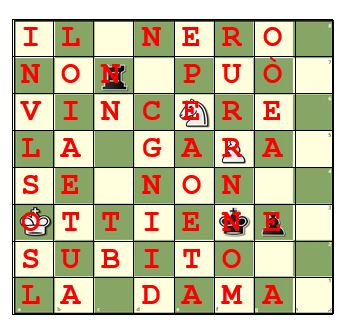 IL NERO
NON PUÒ
VINCERE
LA GARA
SE NON
OTTIENE
SUBITO
LA DAMA